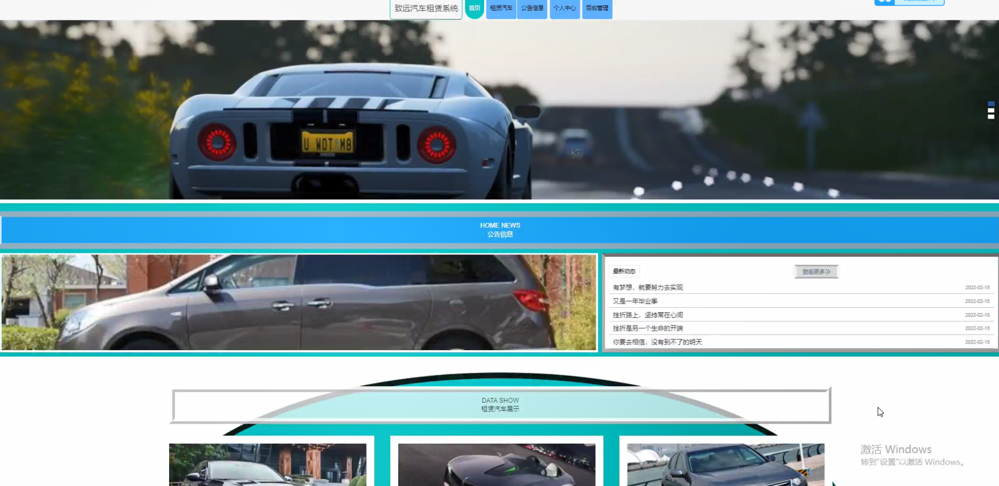 致远汽车租赁系统
首页
租赁汽车
公告信息
个人中心
后台管理
U WOT M8
HOME NEWS
公告信息
最新动态
查看更多
有梦想，就要努力去实现 2022-02-15
又是一年毕业季 2022-02-15
挫折路上，坚持常在心间 2022-02-15
挫折是另一个生命的开端 2022-02-15
你要去相信，没有到不了的明天 2022-02-15
DATA SHOW
租赁汽车展示
激活 Windows
转到"设置"以激活 Windows。